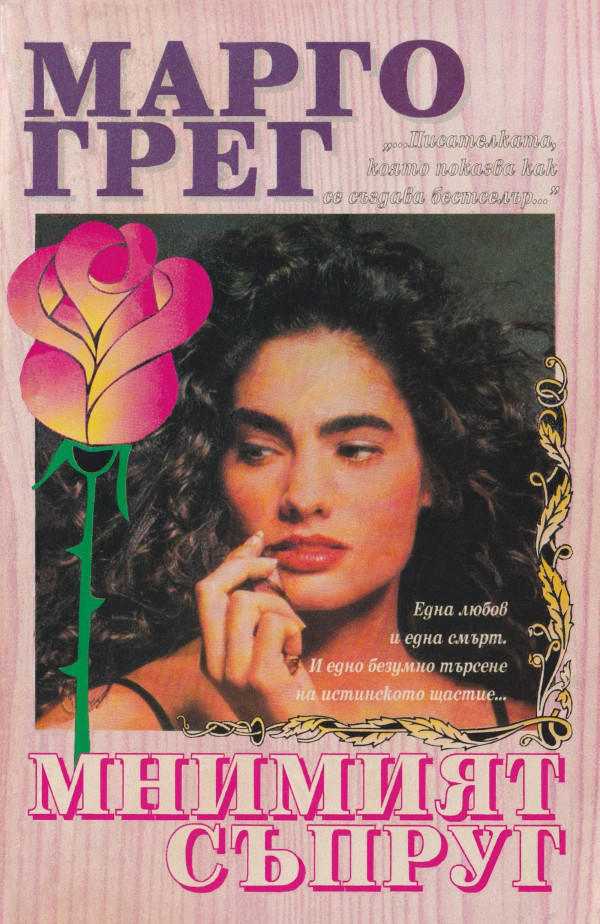 МАРГО
ГРЕГ
„...Писателката,
която показва как
се създава бестселър...”
Една любов
и една смърт.
И едно безумно търсене
на истинското щастие...
МНИМИЯТ
СЪПРУГ